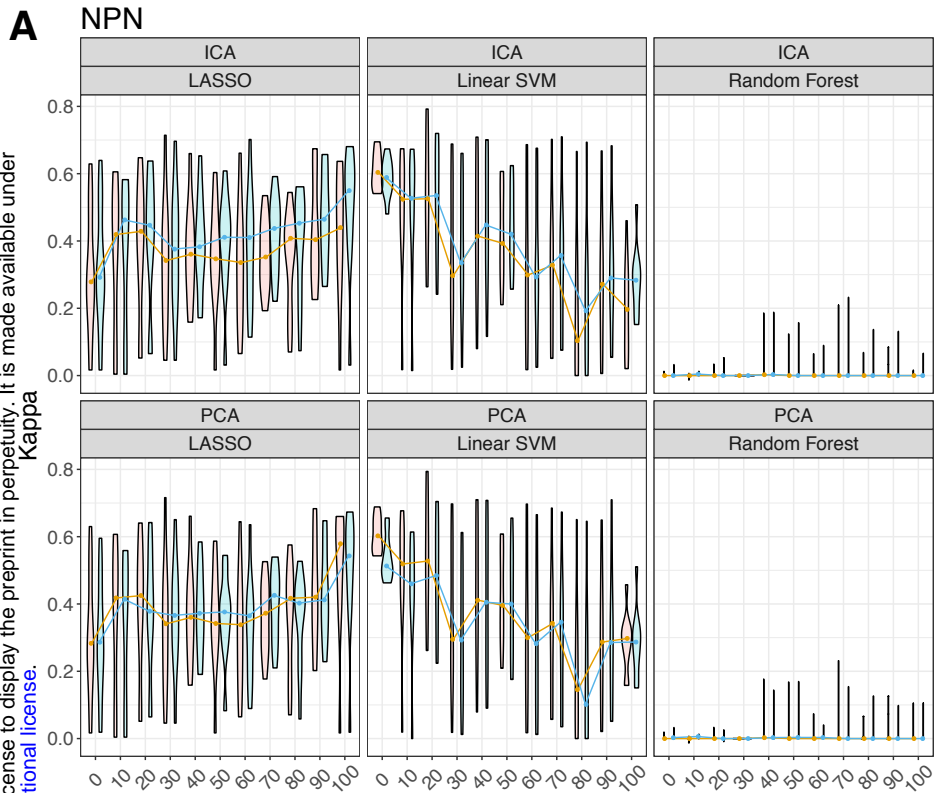 A
NPN
ICA
ICA
ICA
LASSO
Linear SVM
Random Forest
0.8
0.6
0.4
0.2
0.0
PCA
PCA
PCA
LASSO
Linear SVM
Random Forest
0.8
0.6
0.4
0.2
0.0
0 10 20 30 40 50 60 70 80 90 100
0 10 20 30 40 50 60 70 80 90 100
0 10 20 30 40 50 60 70 80 90 100
Kappa
cense to display the preprint in perpetuity. It is made available under
tional license.